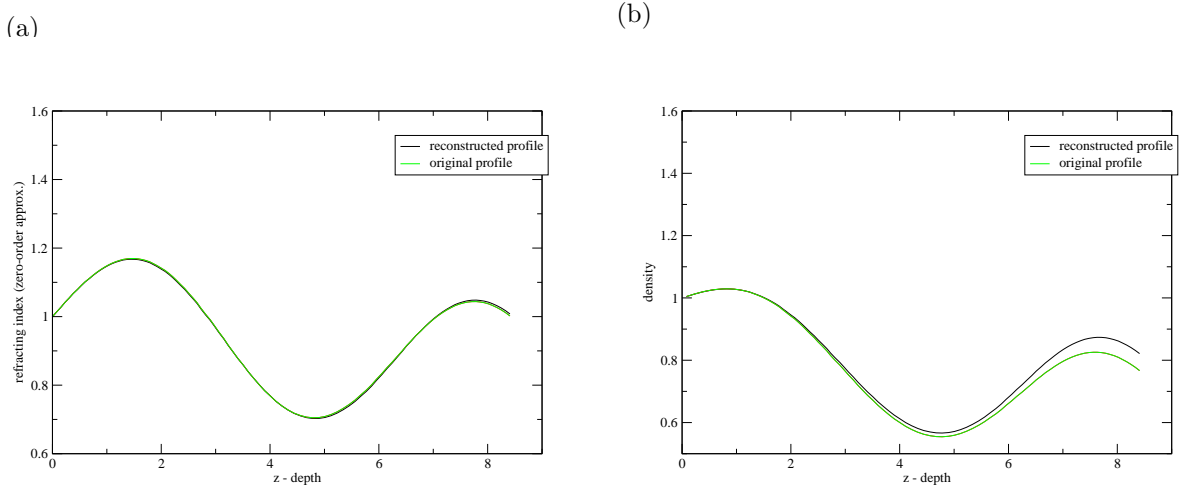 (a)
1.6
1.4
1.2
1
0.8
0.6
0
2
4
6
8
refracting index (zero-order approx.)
z - depth
reconstructed profile
original profile
(b)
1.6
1.4
1.2
1
0.8
0.6
0
2
4
6
8
density
z - depth
reconstructed profile
original profile